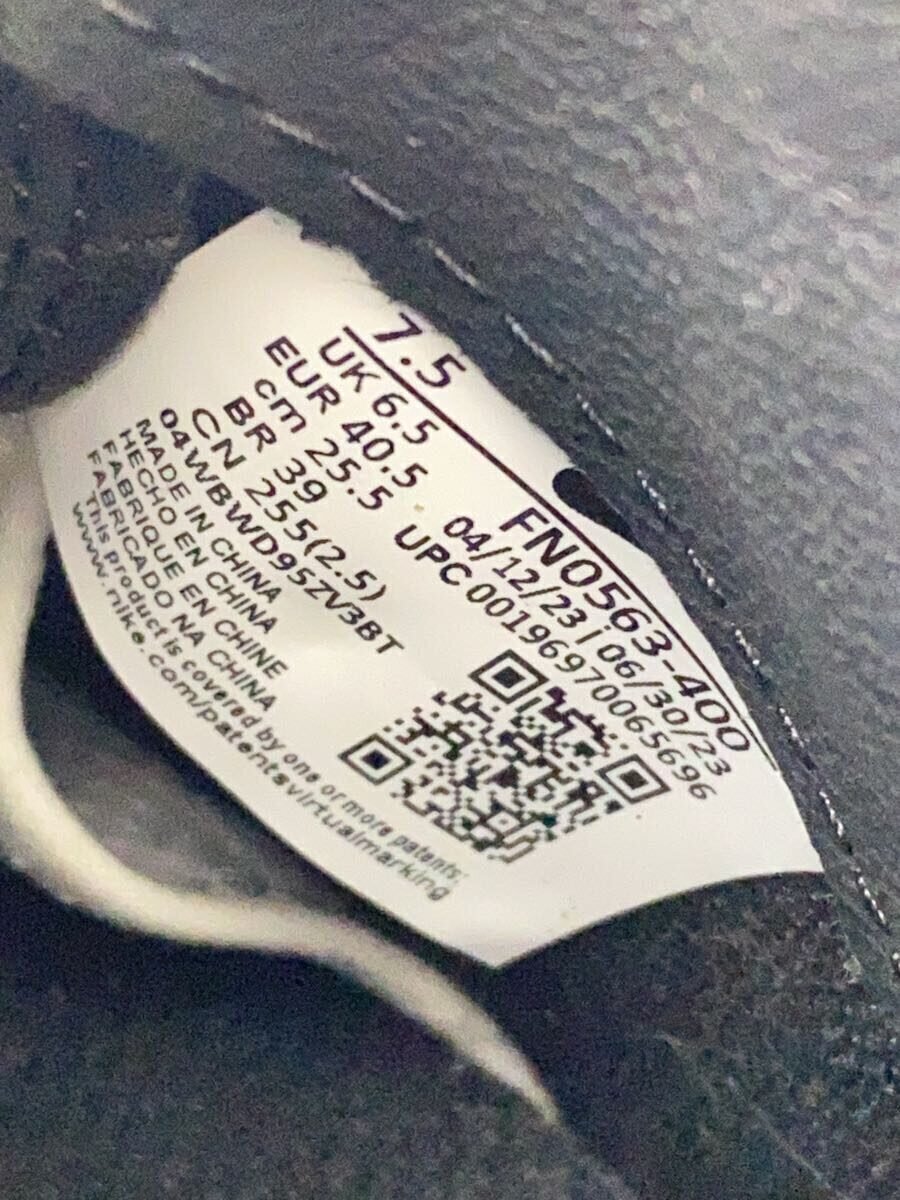 7.5
UK 6.5
EUR 40.5
cm 25.5
BR 39
CN 255(2.5)
04WBWD95ZV3BT
MADE IN CHINA
HECHO EN CHINA
FABRIQUE EN CHINE
FABRICADO NA CHINA
This product is covered by one or more patents:
www.nike.com/patentsvirtualmarking
FN0563-400
04/12/23 | 06/30/23
UPC 00196970065696